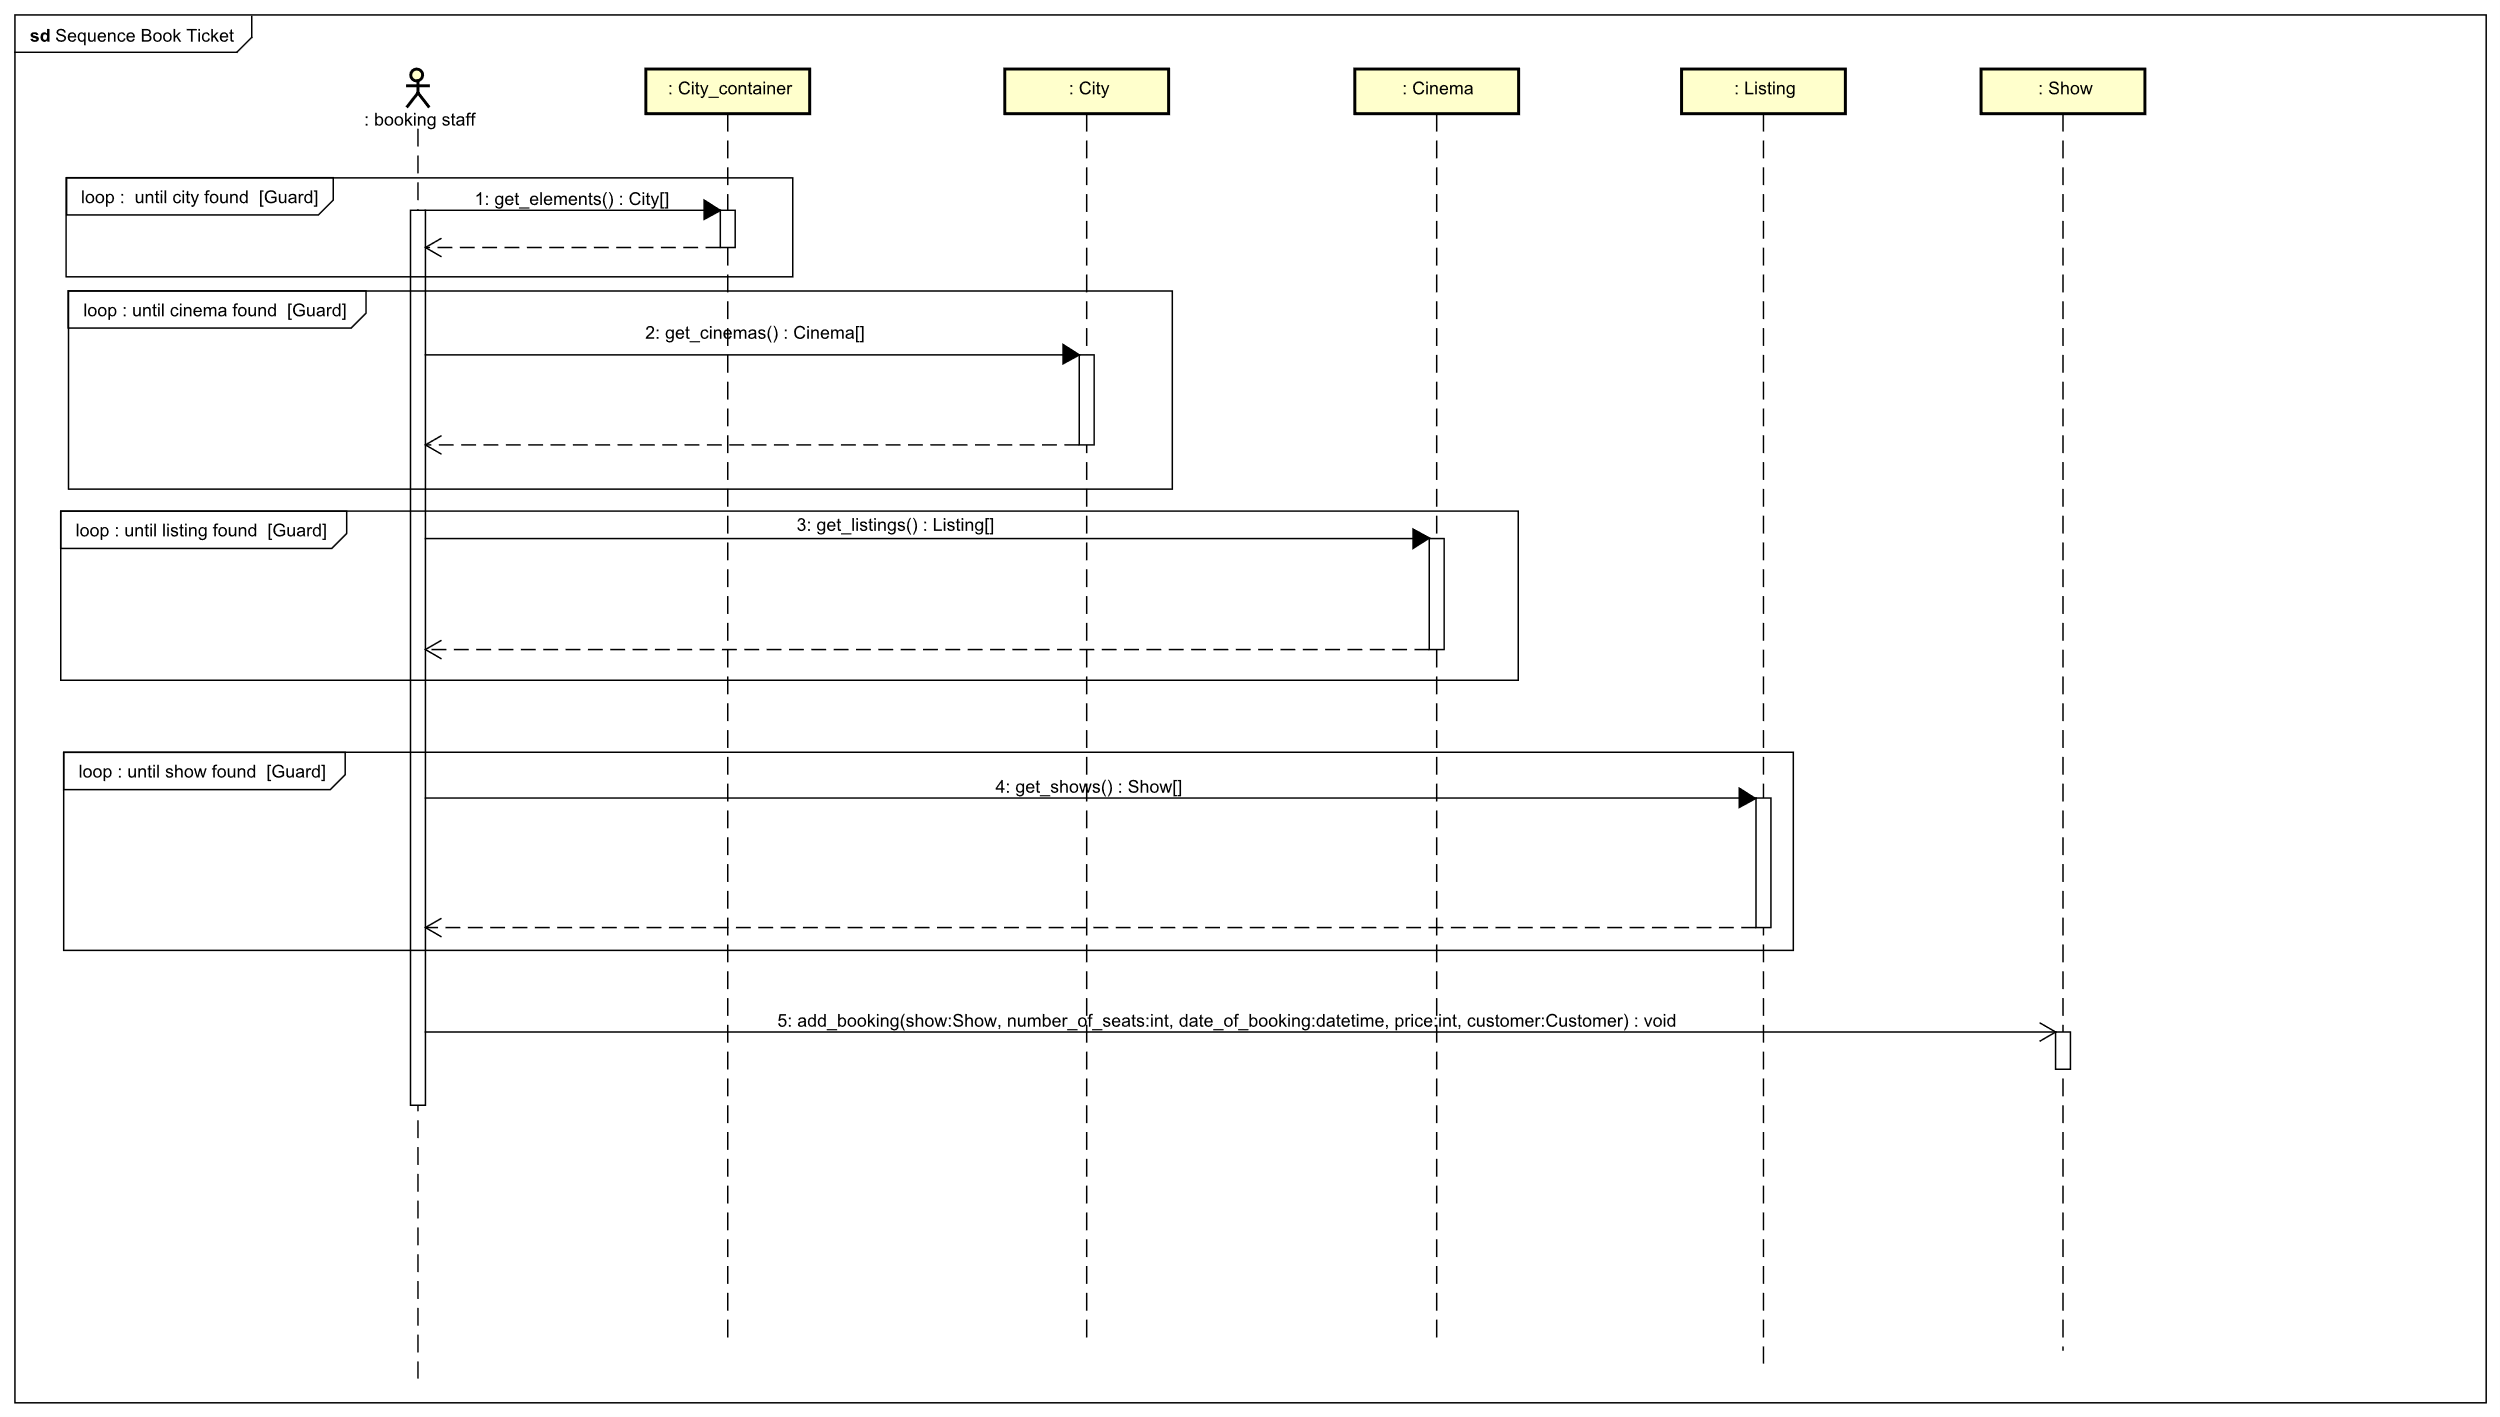 sd Sequence Book Ticket
: booking staff
: City_container
: City
: Cinema
: Listing
: Show
loop :  until city found  [Guard]
1: get_elements() : City[]
loop : until cinema found  [Guard]
2: get_cinemas() : Cinema[]
loop : until listing found  [Guard]
3: get_listings() : Listing[]
loop : until show found  [Guard]
4: get_shows() : Show[]
5: add_booking(show:Show, number_of_seats:int, date_of_booking:datetime, price:int, customer:Customer) : void